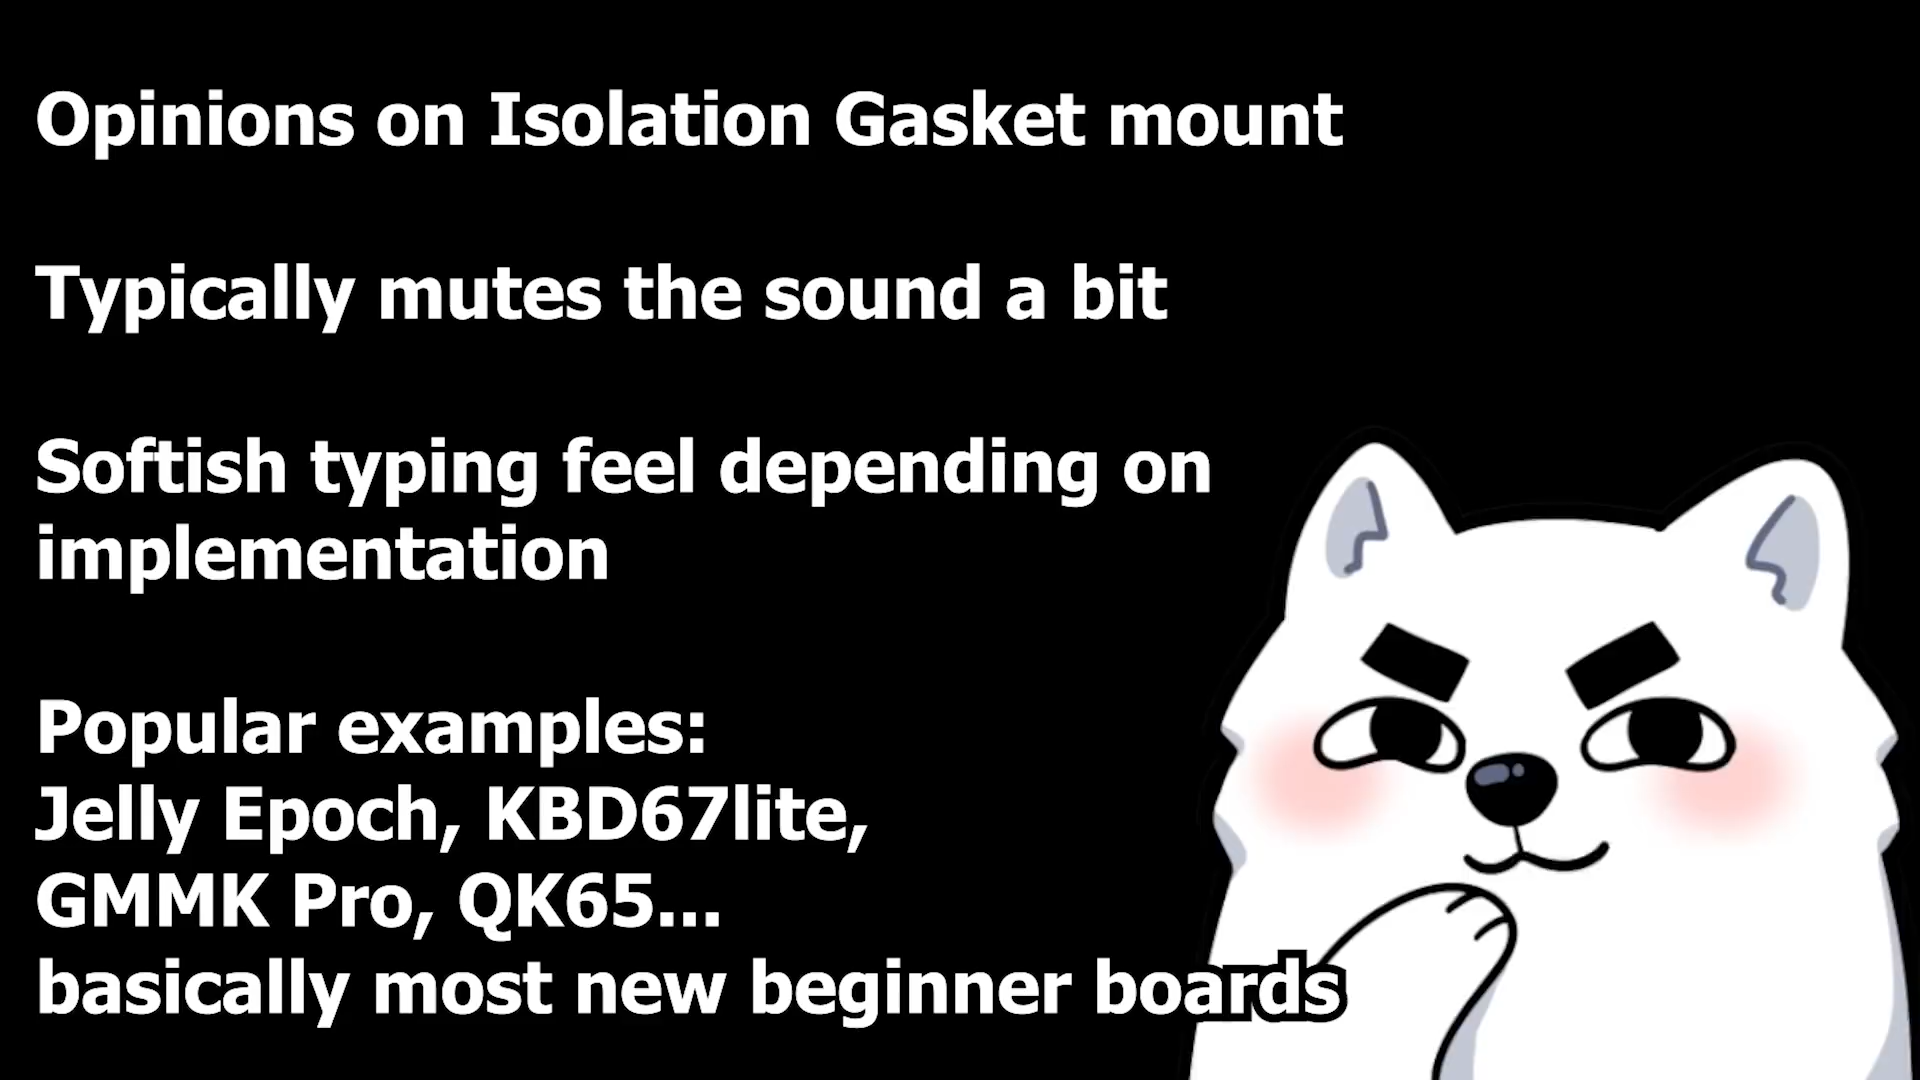 Opinions on Isolation Gasket mount
Typically mutes the sound a bit
Softish typing feel depending on
implementation
Popular examples:
Jelly Epoch, KBD67lite,
GMMK Pro, QK65...
basically most new beginner boards